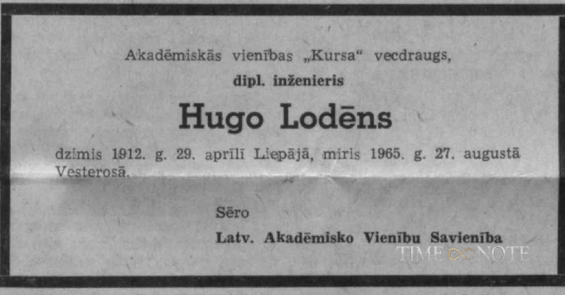 Akadēmiskās vienības „Kursa“ vecdraugs,
dipl. inženieris
Hugo Lodēns
dzimis 1912. g. 29. aprīlī Liepājā, miris 1965. g. 27. augustā
Vesterosā.
Sēro
Latv. Akadēmisko Vienību Savienība
TIME NOTE